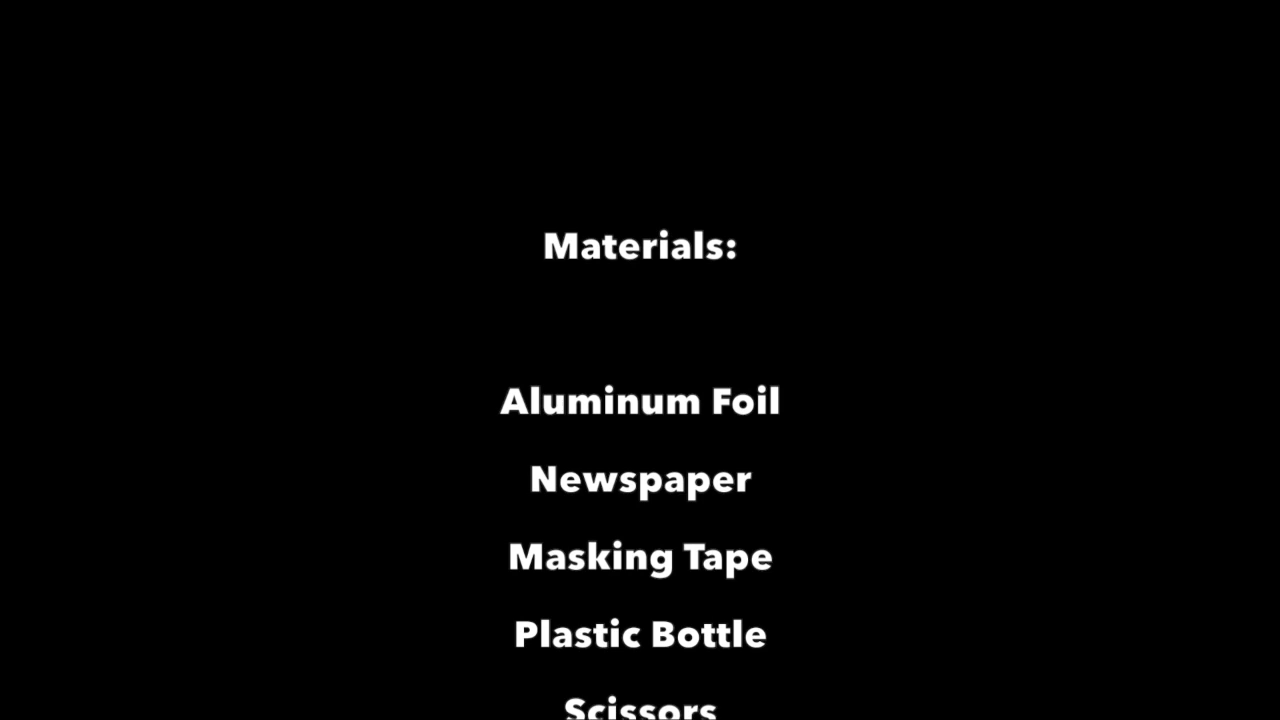 Materials:
Aluminum Foil
Newspaper
Masking Tape
Plastic Bottle
Scissors